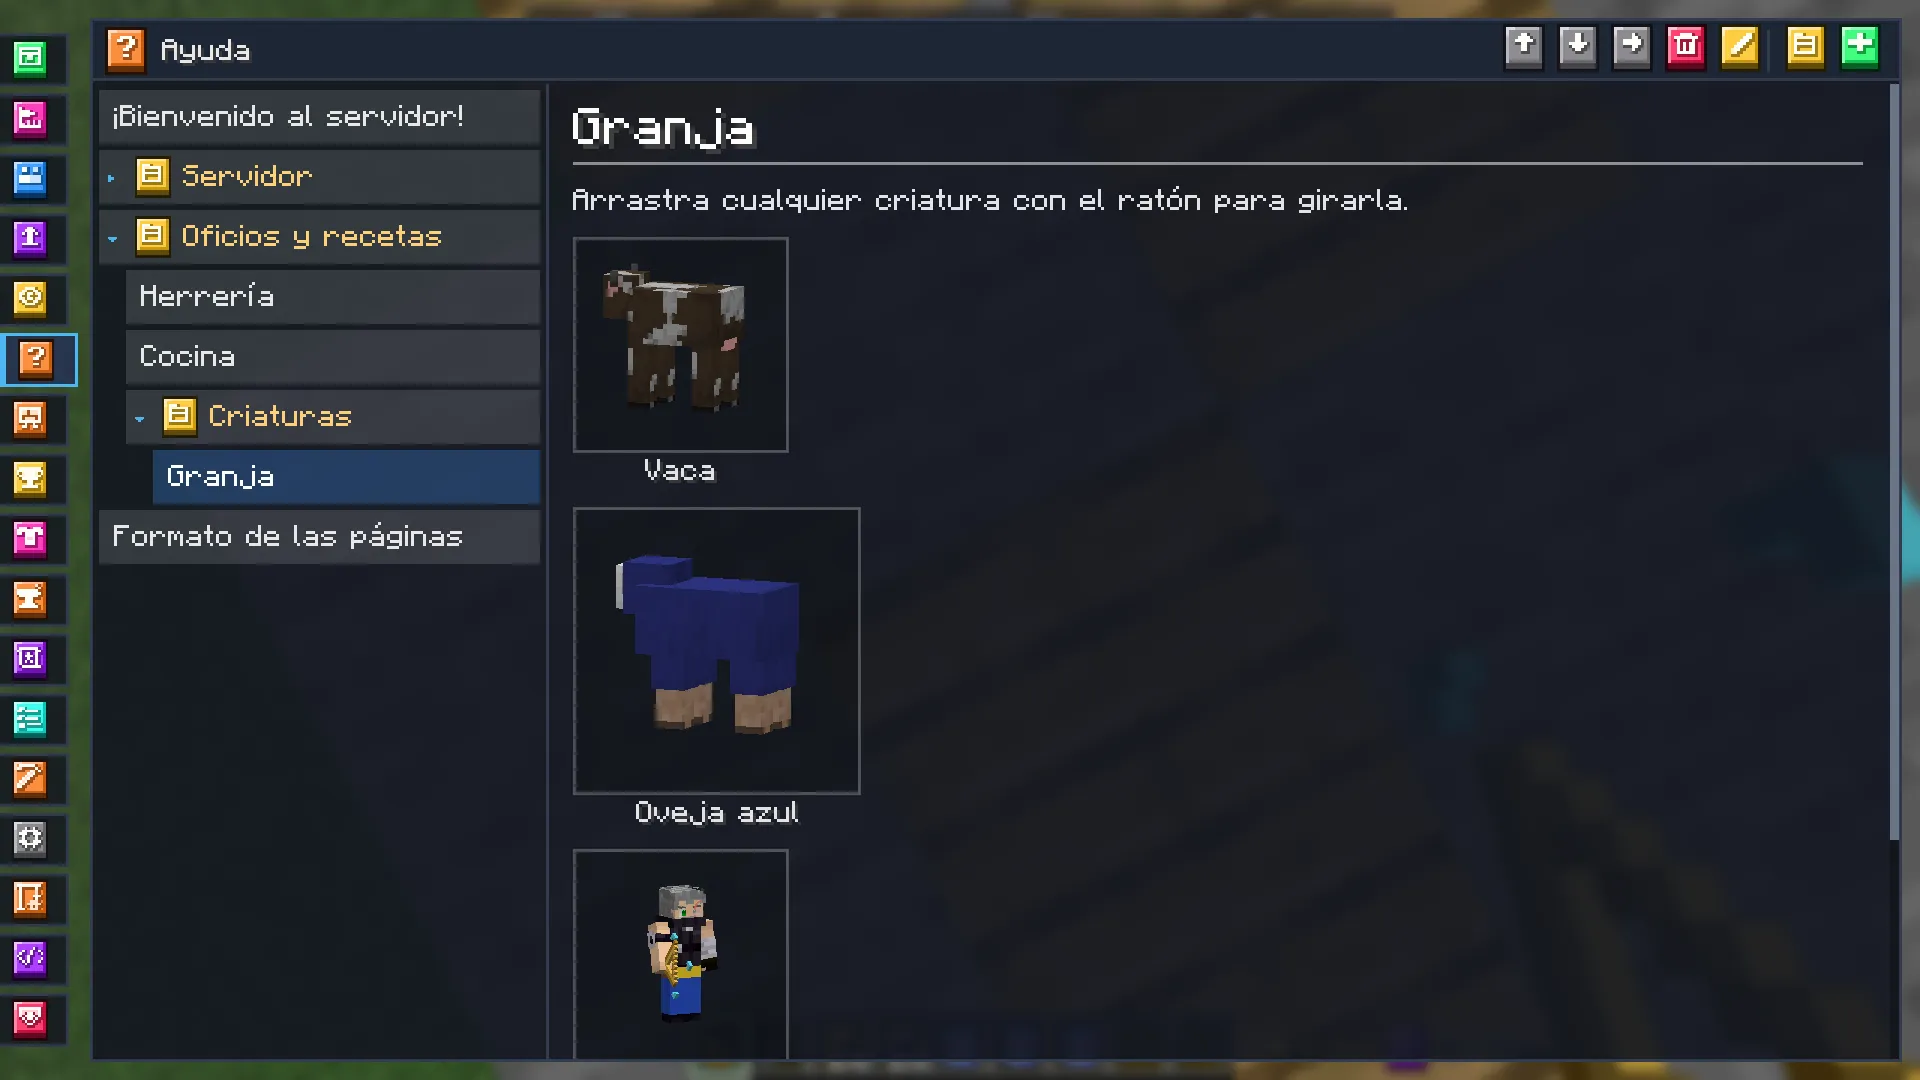 Ayuda
¡Bienvenido al servidor!
Servidor
Oficios y recetas
Herrería
Cocina
Criaturas
Granja
Formato de las páginas
Granja
Arrastra cualquier criatura con el ratón para girarla.
Vaca
Oveja azul